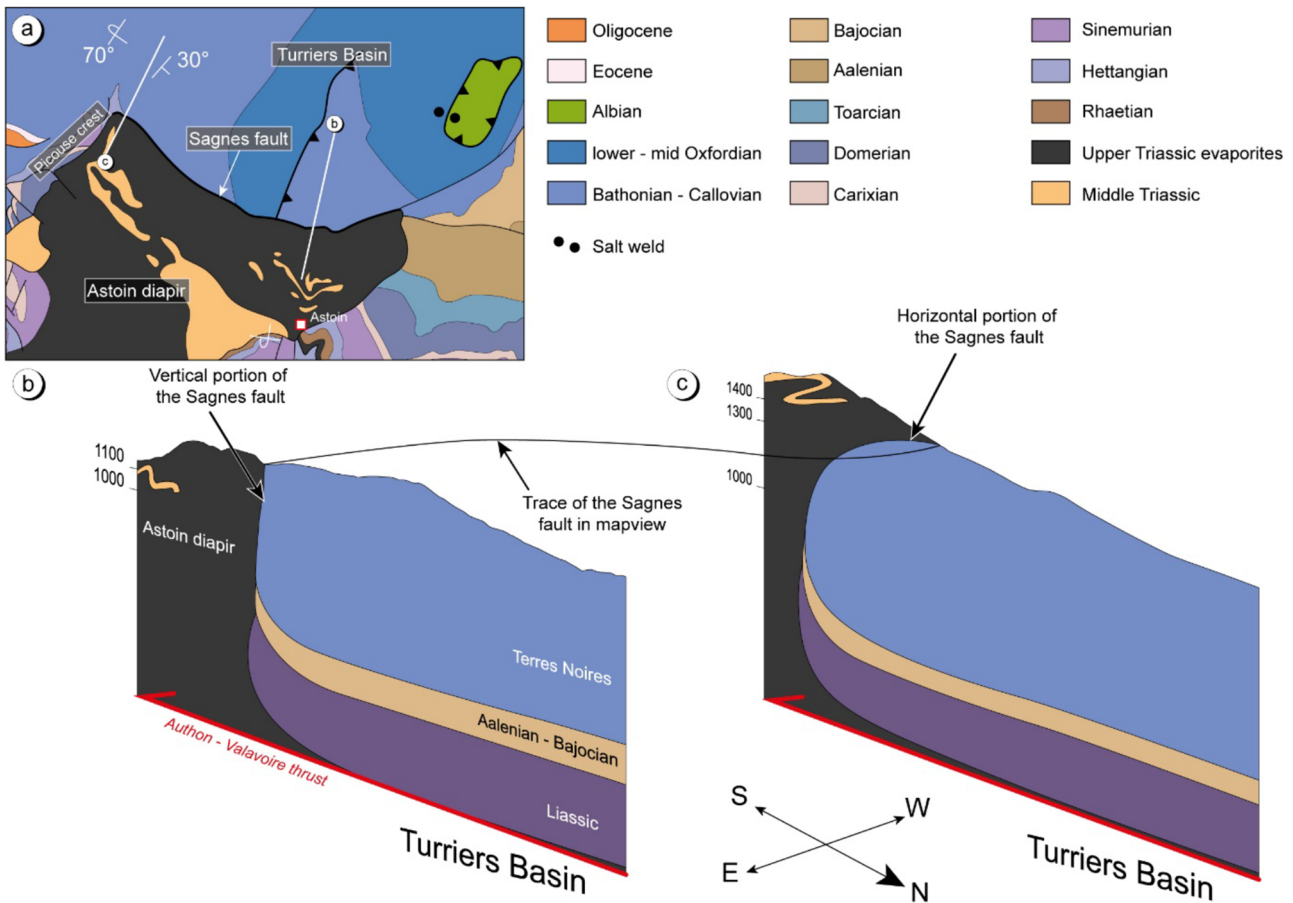 a
70°
30°
Turriers Basin
b
Picouse crest
Sagnes fault
c
Astoin diapir
Astoin
Oligocene
Eocene
Albian
lower - mid Oxfordian
Bathonian - Callovian
Salt weld
Bajocian
Aalenian
Toarcian
Domerian
Carixian
Sinemurian
Hettangian
Rhaetian
Upper Triassic evaporites
Middle Triassic
b
Vertical portion of
the Sagnes fault
1100
1000
Astoin diapir
Trace of the Sagnes
fault in mapview
Terres Noires
Aalenian - Bajocian
Liassic
Authon - Valavoire thrust
Turriers Basin
c
Horizontal portion of
the Sagnes fault
1400
1300
1000
S
W
E
N
Turriers Basin